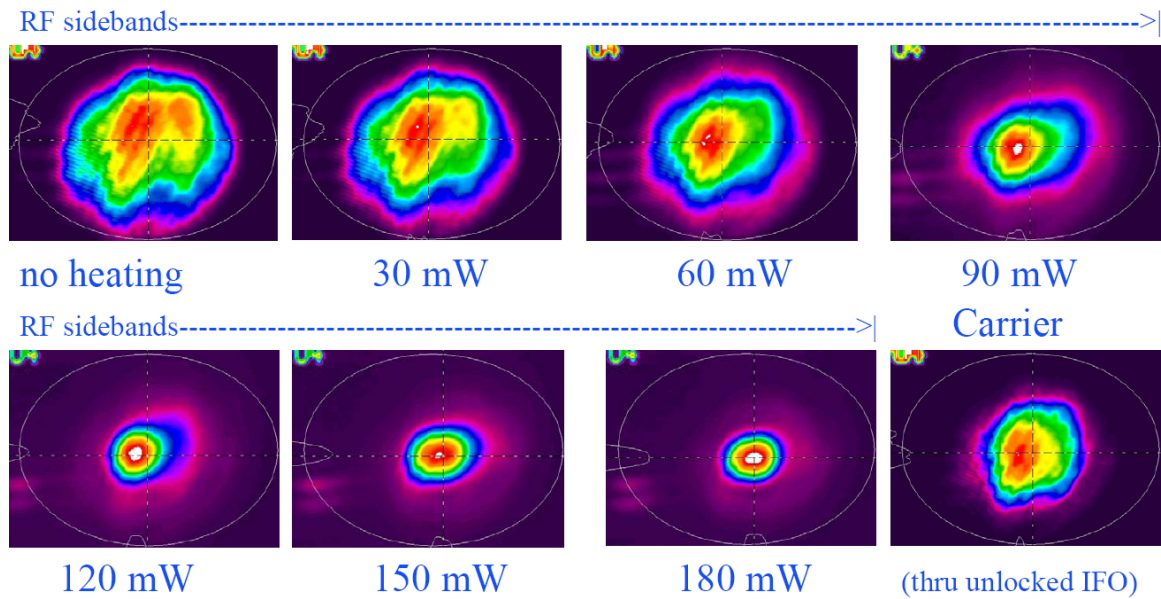 RF sidebands------------------------------------------------------------------------------------------------>|
no heating
30 mW
60 mW
90 mW
RF sidebands-------------------------------------------------------------------->|
Carrier
120 mW
150 mW
180 mW
(thru unlocked IFO)